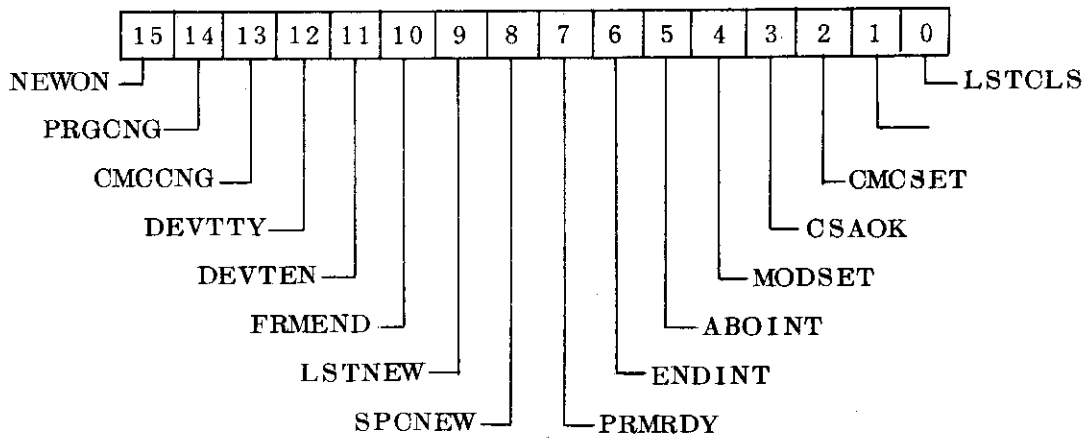 15 14 13 12 11 10 9 8 7 6 5 4 3 2 1 0
NEWON LSTCLS
PRGCNG
CMCCNG CMCSET
DEVTTY CSAOK
DEVTEN MODSET
FRMEND ABOINT
LSTNEW ENDINT
SPCNEW PRMRDY